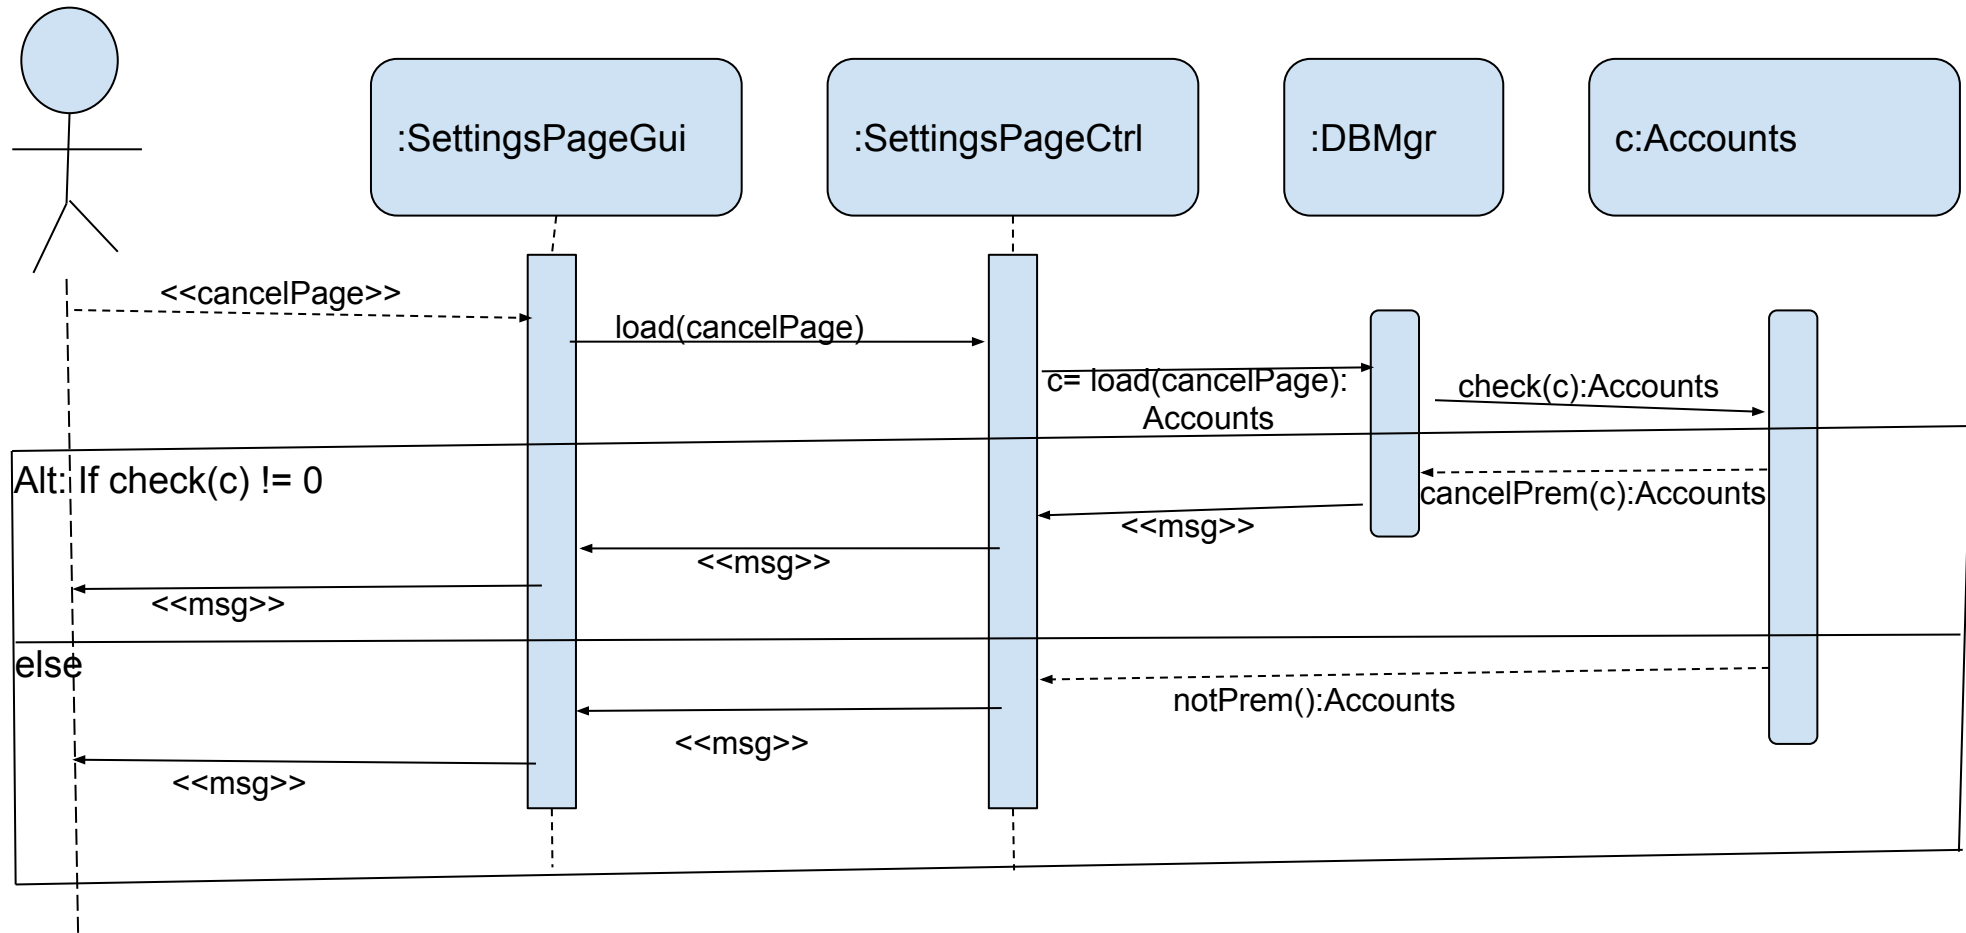 :SettingsPageGui
:SettingsPageCtrl
:DBMgr
c:Accounts
<<cancelPage>>
load(cancelPage)
c= load(cancelPage):
Accounts
check(c):Accounts
Alt: If check(c) != 0
cancelPrem(c):Accounts
<<msg>>
<<msg>>
<<msg>>
else
notPrem():Accounts
<<msg>>
<<msg>>